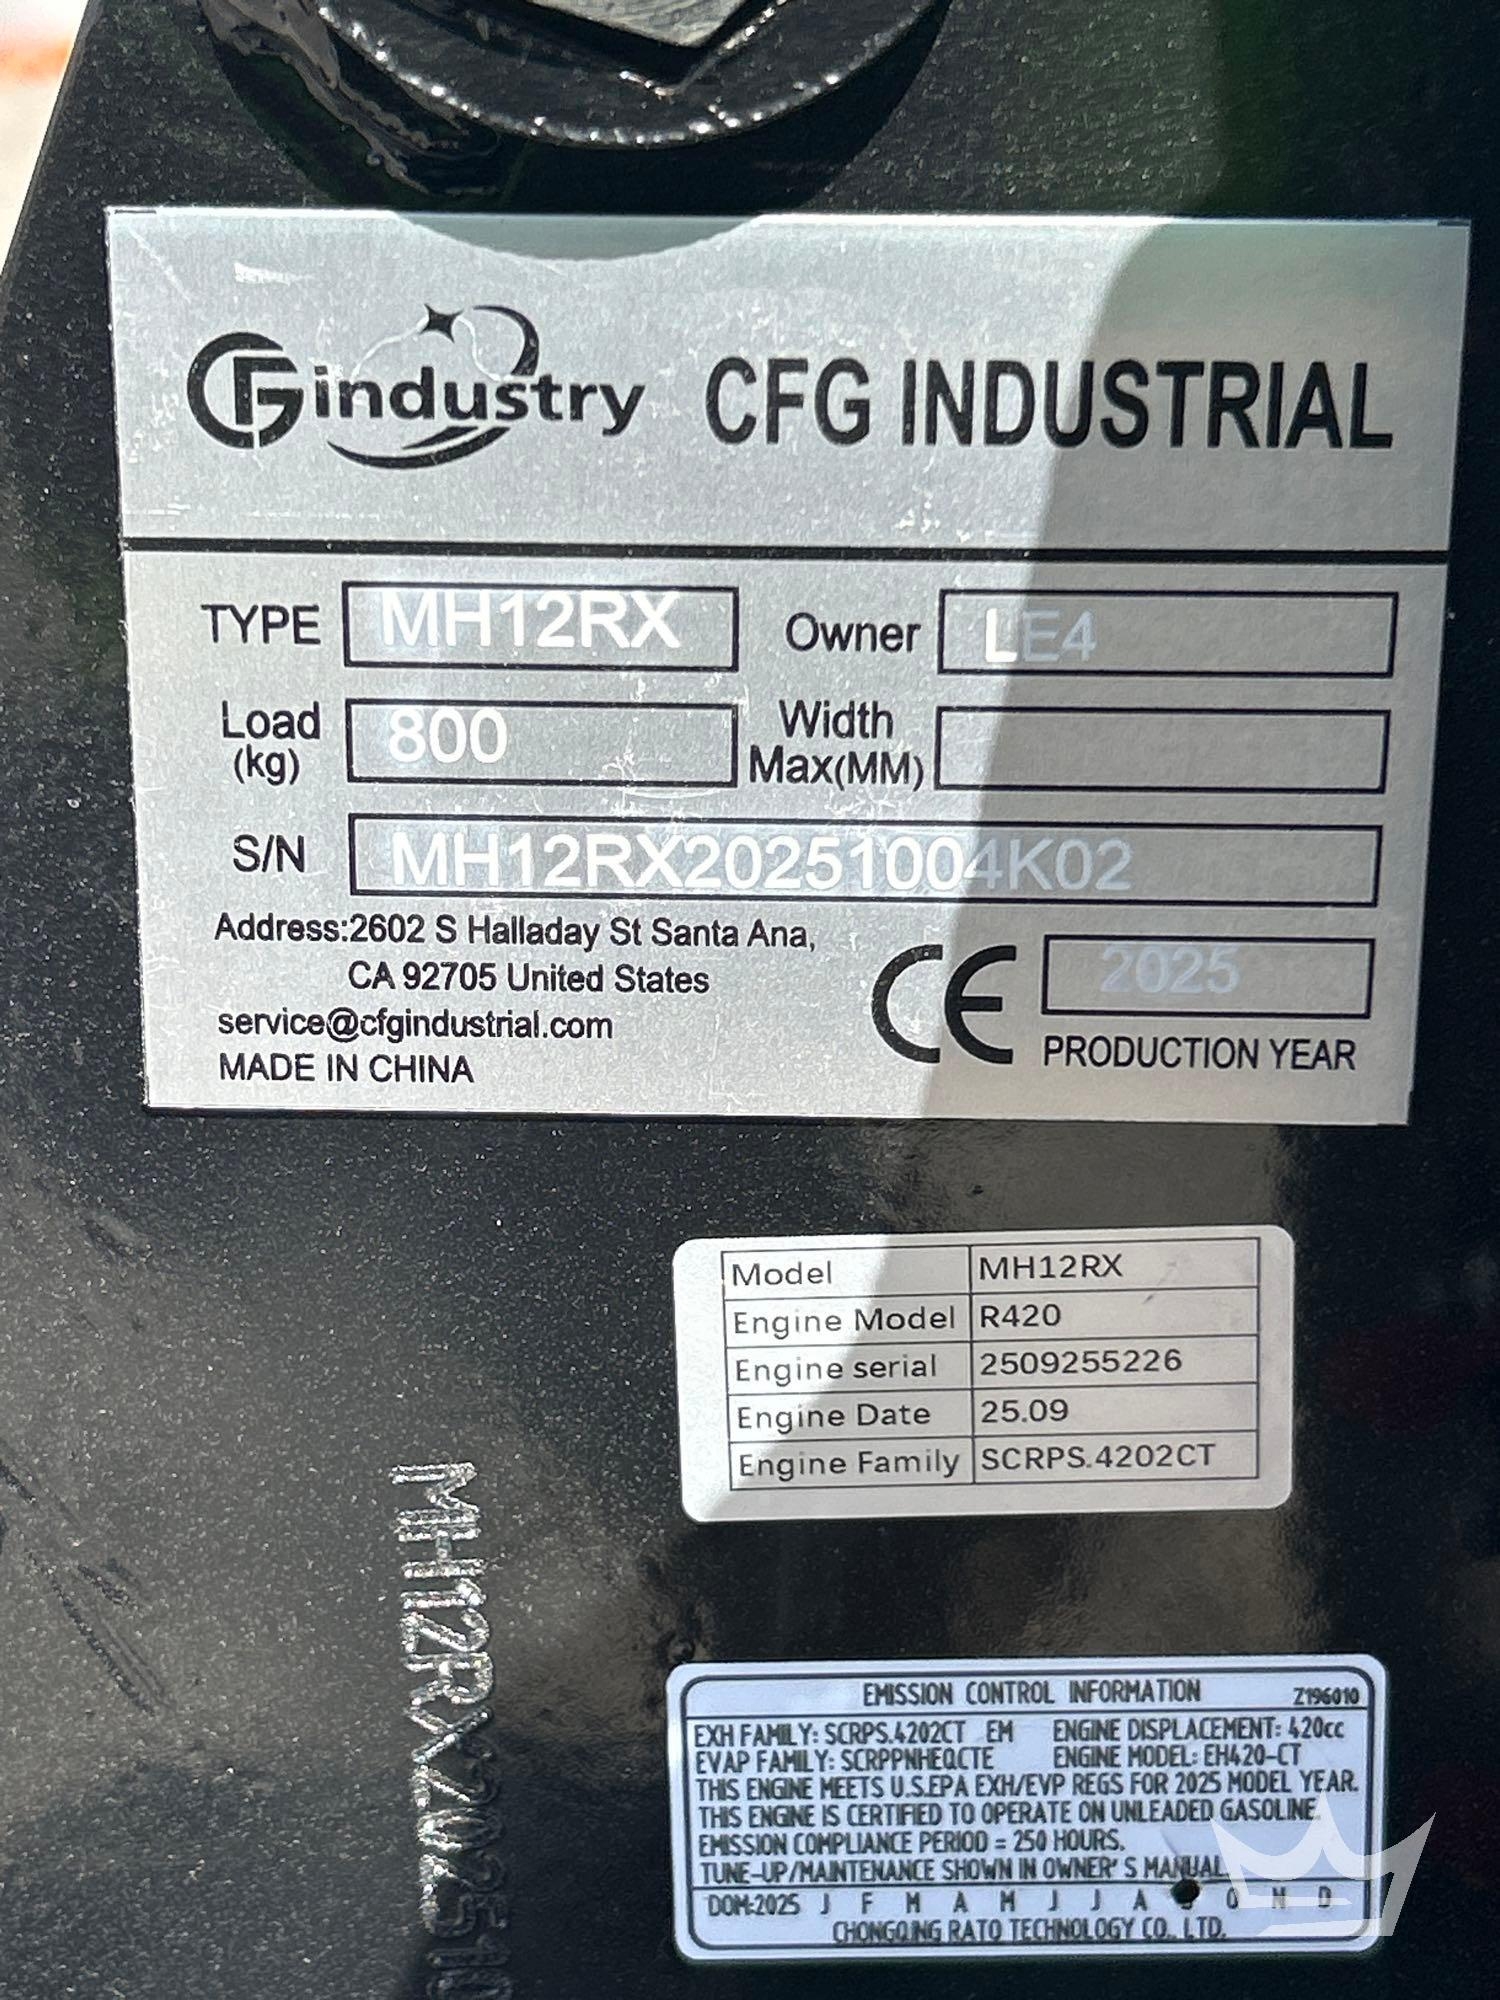 CFGindustry CFG INDUSTRIAL
TYPE MH12RX Owner LE4
Load (kg) 800 Width Max(MM)
S/N MH12RX20251004K02
Address:2602 S Halladay St Santa Ana,
CA 92705 United States
service@cfgindustrial.com
MADE IN CHINA
CE 2025
PRODUCTION YEAR
Model MH12RX
Engine Model R420
Engine serial 2509255226
Engine Date 25.09
Engine Family SCRPS.4202CT
MH12RX202510
EMISSION CONTROL INFORMATION Z196010
EXH FAMILY: SCRPS.4202CT EM ENGINE DISPLACEMENT: 420cc
EVAP FAMILY: SCRPPNHEQCTE ENGINE MODEL: EH420-CT
THIS ENGINE MEETS U.S.EPA EXH/EVP REGS FOR 2025 MODEL YEAR.
THIS ENGINE IS CERTIFIED TO OPERATE ON UNLEADED GASOLINE.
EMISSION COMPLIANCE PERIOD = 250 HOURS.
TUNE-UP/MAINTENANCE SHOWN IN OWNER'S MANUAL.
DOM:2025 J F M A M J J A O N D
CHONGQING RATO TECHNOLOGY CO., LTD.